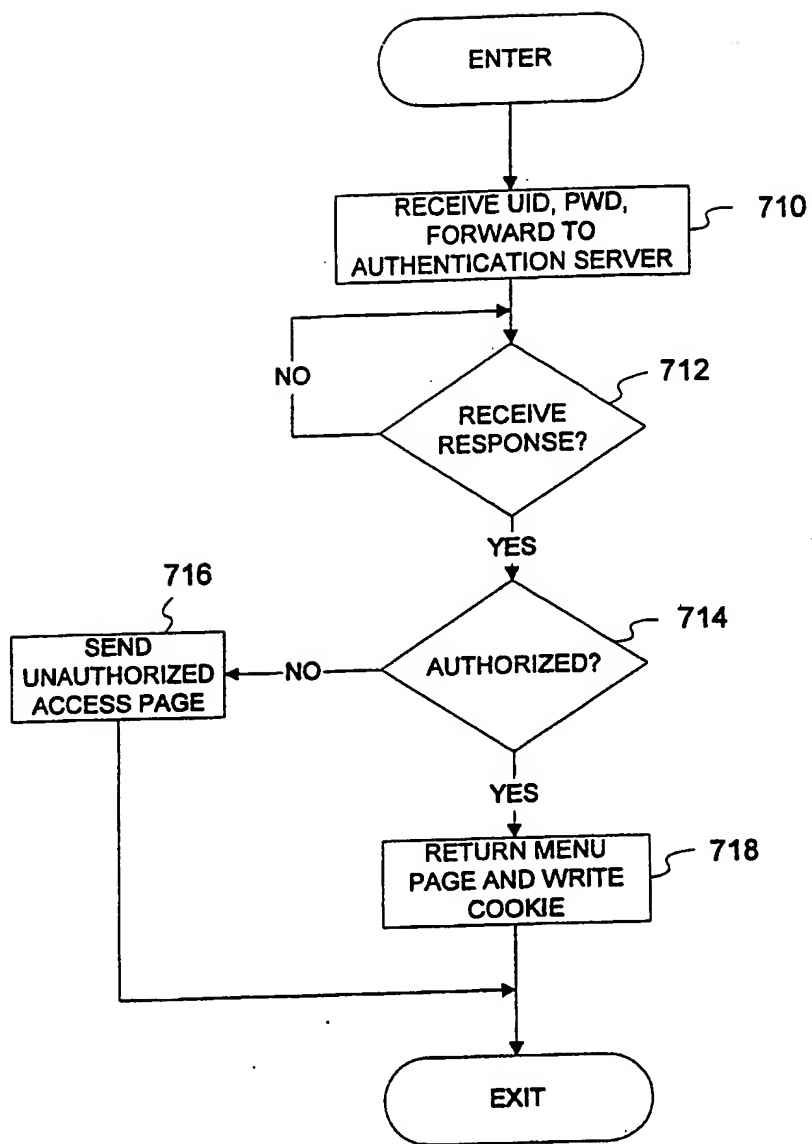 ENTER
RECEIVE UID, PWD,
FORWARD TO
AUTHENTICATION SERVER
710
NO
712
RECEIVE
RESPONSE?
YES
716
714
SEND
UNAUTHORIZED
ACCESS PAGE
NO
AUTHORIZED?
YES
RETURN MENU
PAGE AND WRITE
COOKIE
718
EXIT